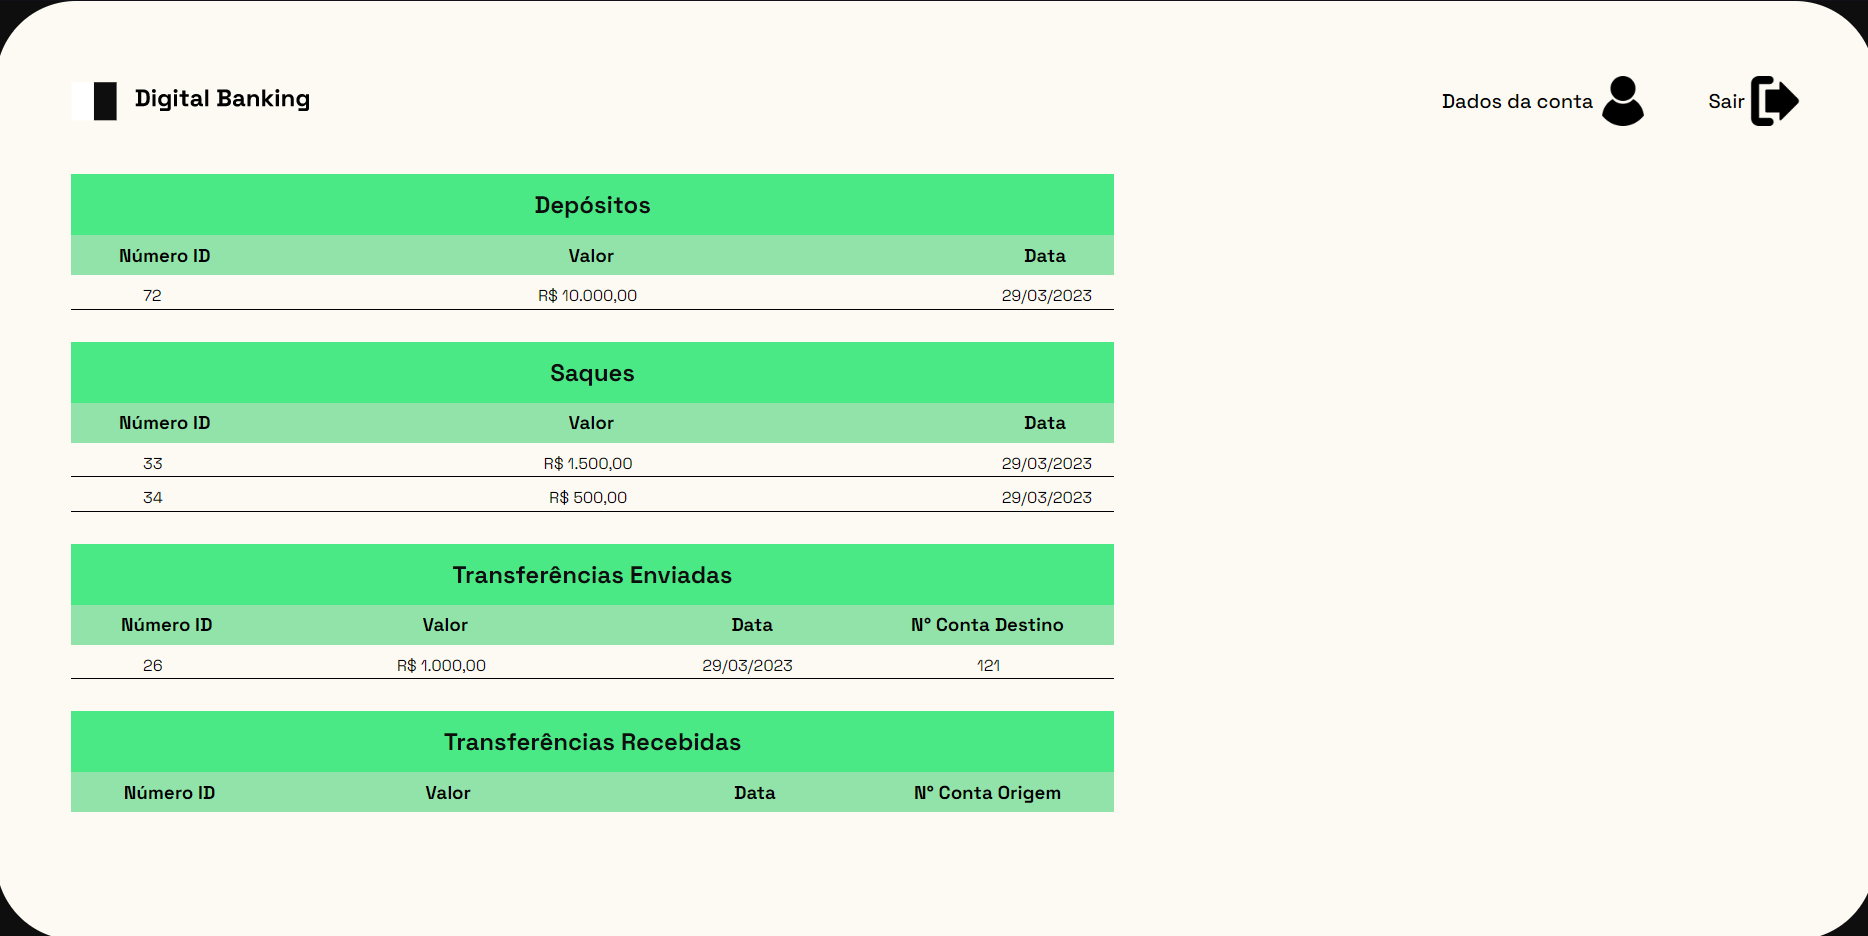 Digital Banking
Dados da conta Sair
Depósitos
Número ID Valor Data
72 R$ 10.000,00 29/03/2023
Saques
Número ID Valor Data
33 R$ 1.500,00 29/03/2023
34 R$ 500,00 29/03/2023
Transferências Enviadas
Número ID Valor Data N° Conta Destino
26 R$ 1.000,00 29/03/2023 121
Transferências Recebidas
Número ID Valor Data N° Conta Origem